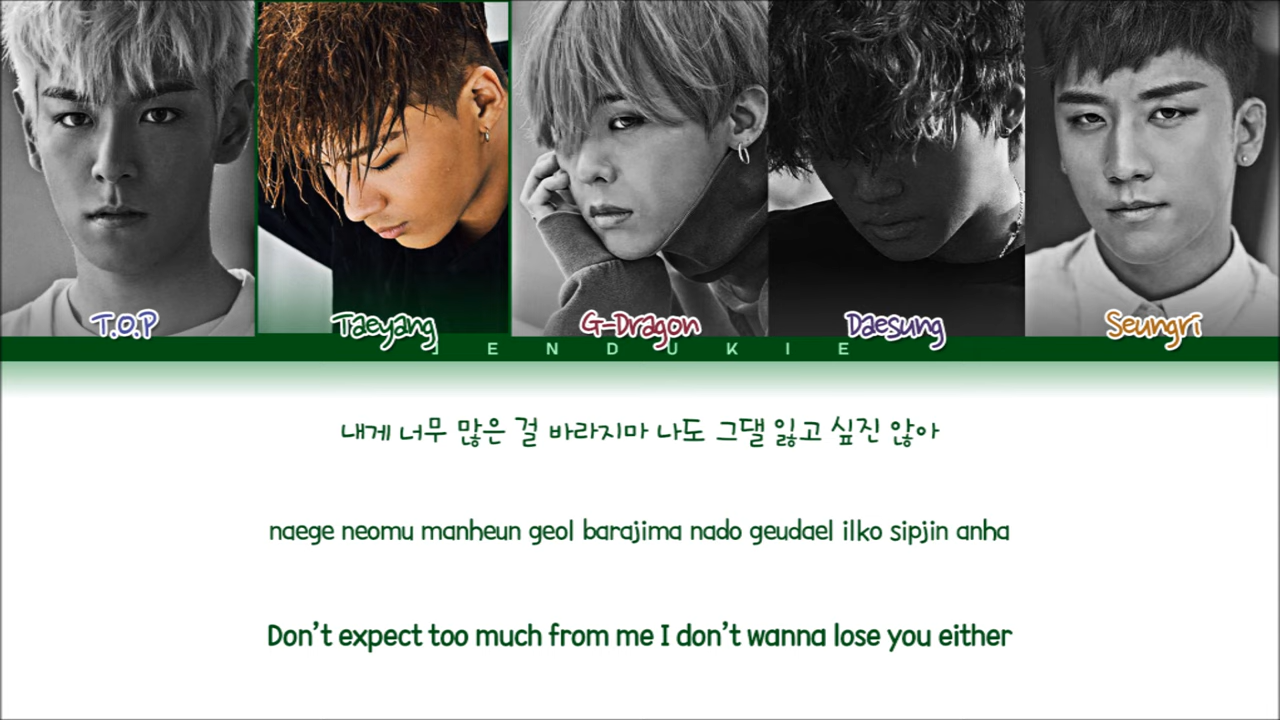 T.O.P Taeyang G-Dragon Daesung Seungri
J E N D U K I E
내게 너무 많은 걸 바라지마 나도 그댈 잃고 싶진 않아
naege neomu manheun geol barajima nado geudael ilko sipjin anha
Don't expect too much from me I don't wanna lose you either